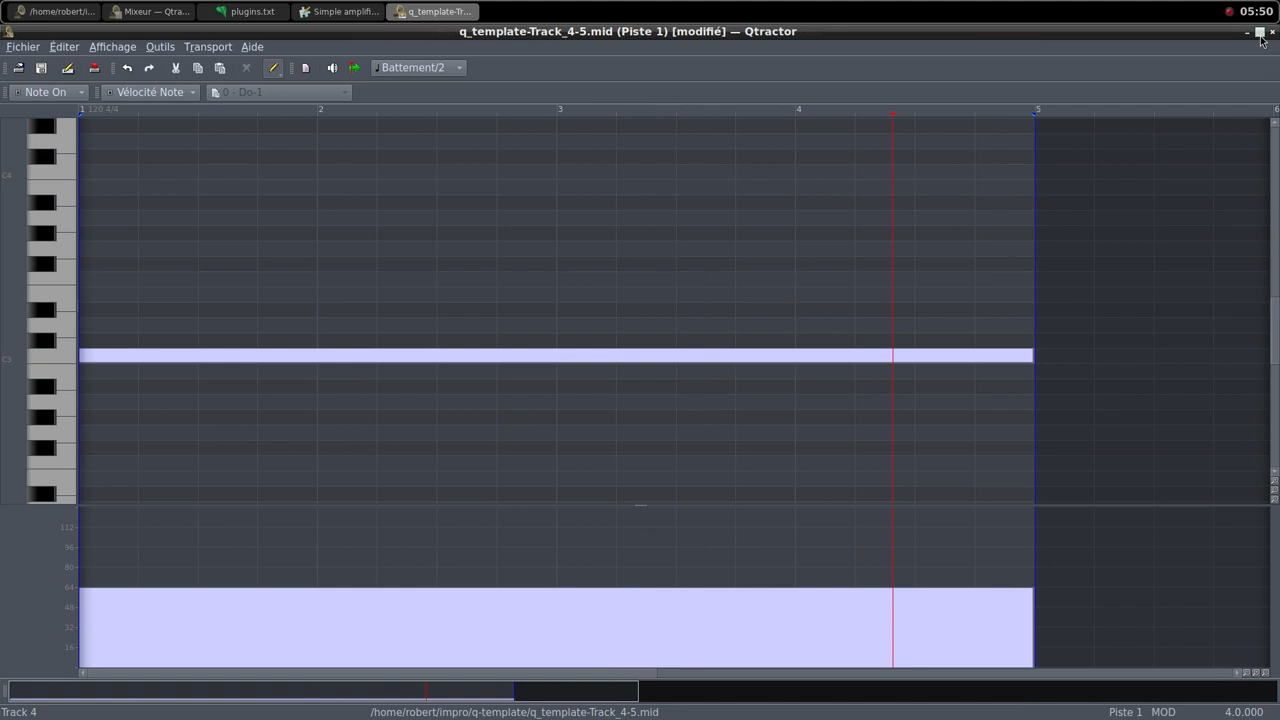 /home/robert/i... Mixeur — Qtra... plugins.txt Simple amplifi... q_template-Tr... 05:50
q_template-Track_4-5.mid (Piste 1) [modifié] — Qtractor
Fichier Éditer Affichage Outils Transport Aide
Battement/2
Note On Vélocité Note 0 - Do-1
1 120 4/4 2 3 4 5 6
C4
C3
112
96
80
64
48
32
16
Track 4 /home/robert/impro/q-template/q_template-Track_4-5.mid Piste 1 MOD 4.0.000